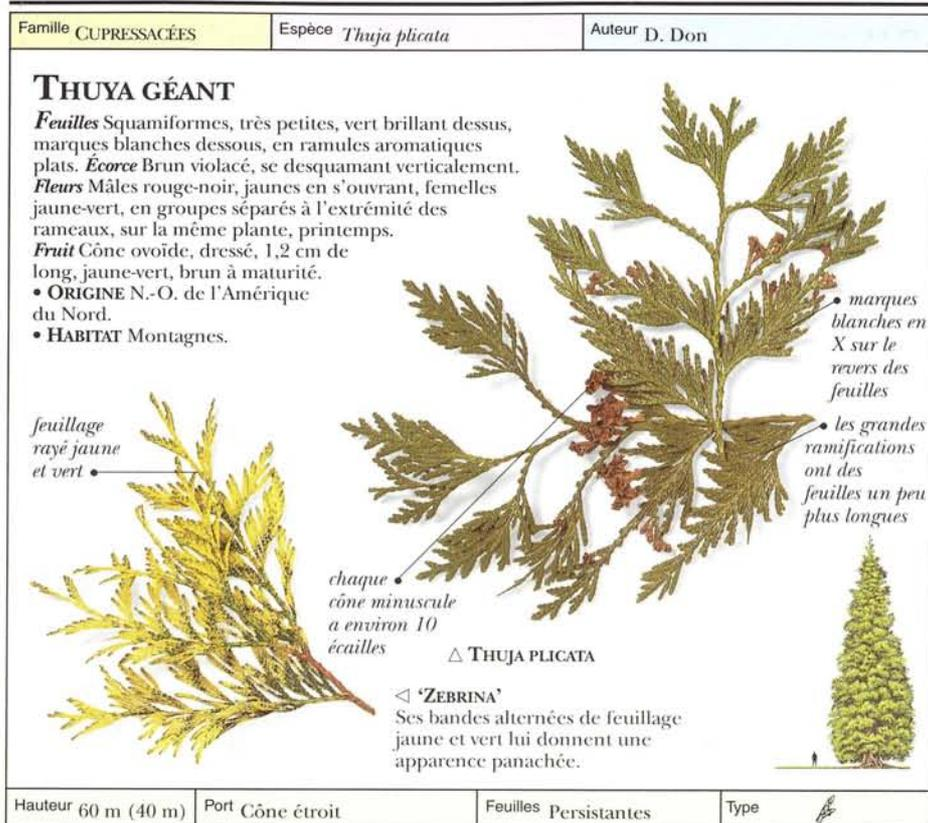 Famille CUPRESSACÉES
Espèce Thuja plicata
Auteur D. Don
THUYA GÉANT
Feuilles Squamiformes, très petites, vert brillant dessus,
marques blanches dessous, en ramules aromatiques
plats. Écorce Brun violacé, se desquamant verticalement.
Fleurs Mâles rouge-noir, jaunes en s'ouvrant, femelles
jaune-vert, en groupes séparés à l'extrémité des
rameaux, sur la même plante, printemps.
Fruit Cône ovoïde, dressé, 1,2 cm de
long, jaune-vert, brun à maturité.
• ORIGINE N.-O. de l'Amérique
du Nord.
• HABITAT Montagnes.
marques
blanches en
X sur le
revers des
feuilles
feuillage
rayé jaune
et vert
les grandes
ramifications
ont des
feuilles un peu
plus longues
chaque
cône minuscule
a environ 10
écailles
△ THUJA PLICATA
◁ 'ZEBRINA'
Ses bandes alternées de feuillage
jaune et vert lui donnent une
apparence panachée.
Hauteur 60 m (40 m)
Port Cône étroit
Feuilles Persistantes
Type